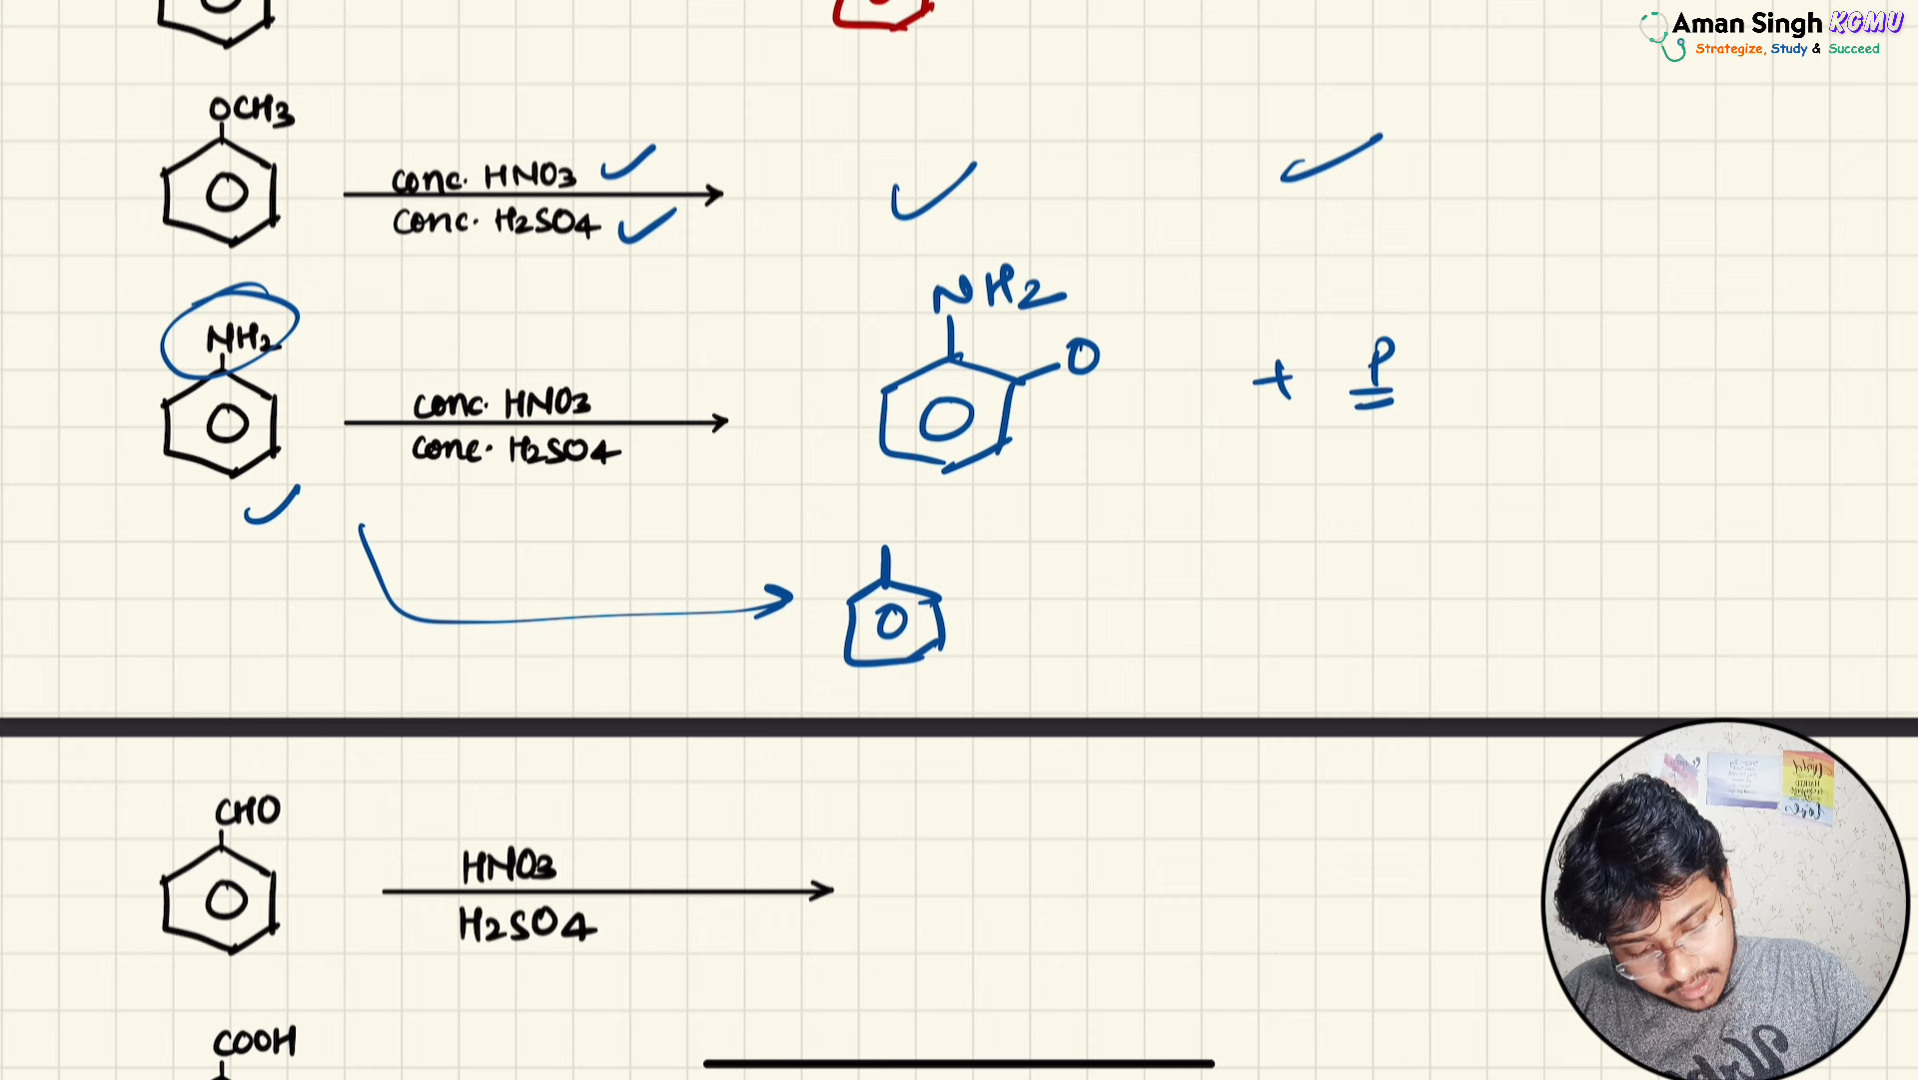 Aman Singh KGMU
Strategize, Study & Succeed
OCH3
conc. HNO3
conc. H2SO4
NH2
conc. HNO3
conc. H2SO4
NH2
O
+ P
CHO
HNO3
H2SO4
COOH